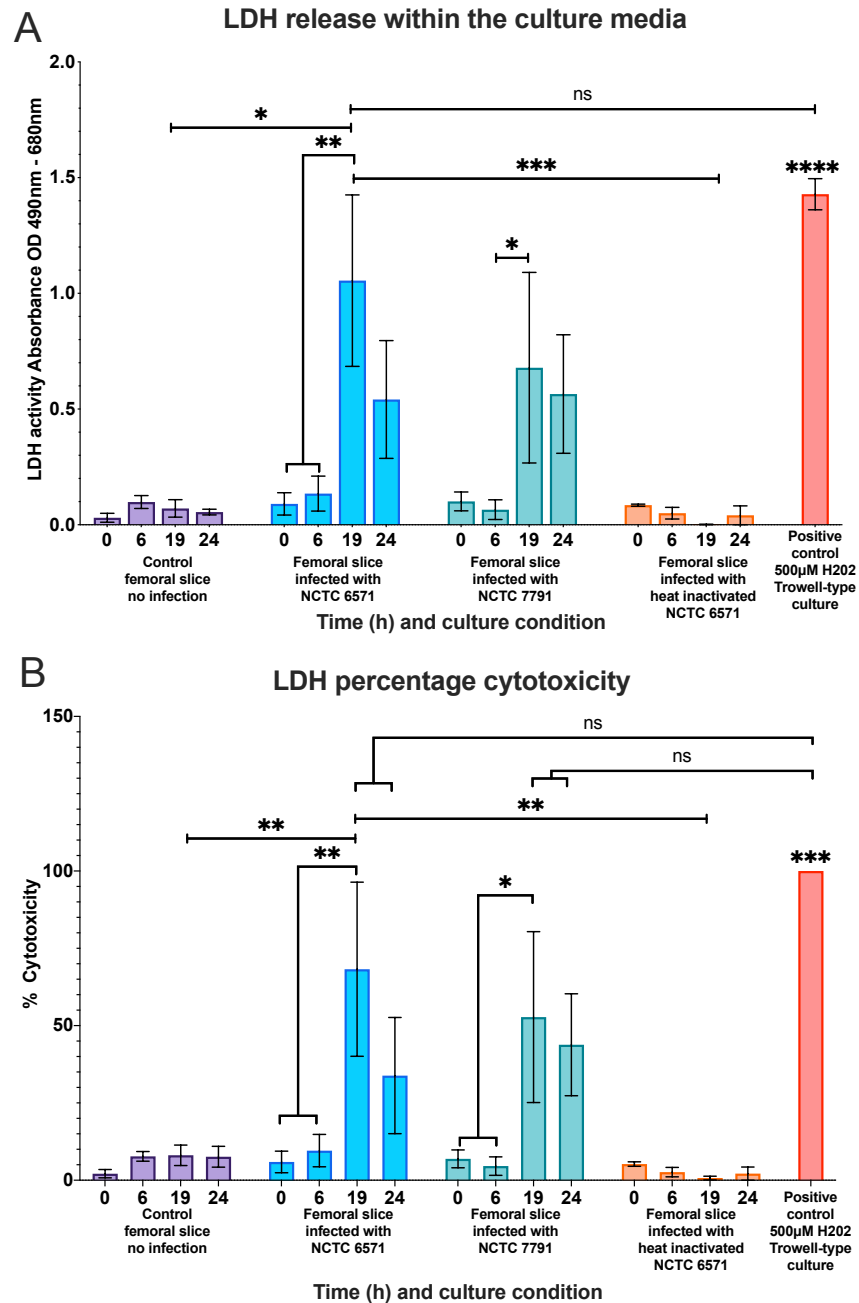 A
LDH release within the culture media
LDH activity Absorbance OD 490nm - 680nm
2.0
1.5
1.0
0.5
0.0
ns
*
**
***
****
*
0 6 19 24 0 6 19 24 0 6 19 24 0 6 19 24
Control
femoral slice
no infection
Femoral slice
infected with
NCTC 6571
Femoral slice
infected with
NCTC 7791
Femoral slice
infected with
heat inactivated
NCTC 6571
Positive
control
500µM H202
Trowell-type
culture
Time (h) and culture condition
B
LDH percentage cytotoxicity
% Cytotoxicity
150
100
50
0
ns
ns
**
**
**
***
*
0 6 19 24 0 6 19 24 0 6 19 24 0 6 19 24
Control
femoral slice
no infection
Femoral slice
infected with
NCTC 6571
Femoral slice
infected with
NCTC 7791
Femoral slice
infected with
heat inactivated
NCTC 6571
Positive
control
500µM H202
Trowell-type
culture
Time (h) and culture condition